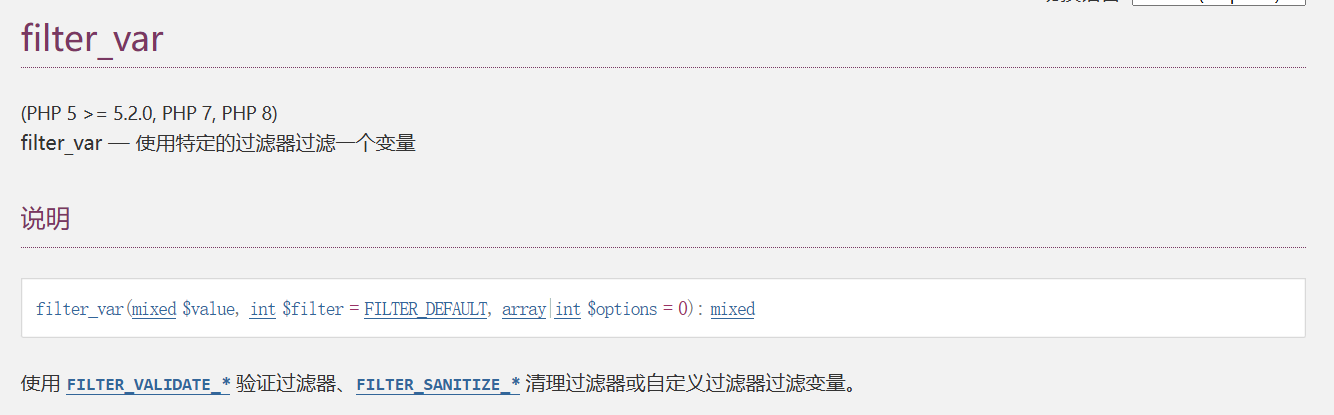 filter_var
(PHP 5 >= 5.2.0, PHP 7, PHP 8)
filter_var — 使用特定的过滤器过滤一个变量
说明
filter_var(mixed $value, int $filter = FILTER_DEFAULT, array|int $options = 0): mixed
使用 FILTER_VALIDATE_* 验证过滤器、FILTER_SANITIZE_* 清理过滤器或自定义过滤器过滤变量。